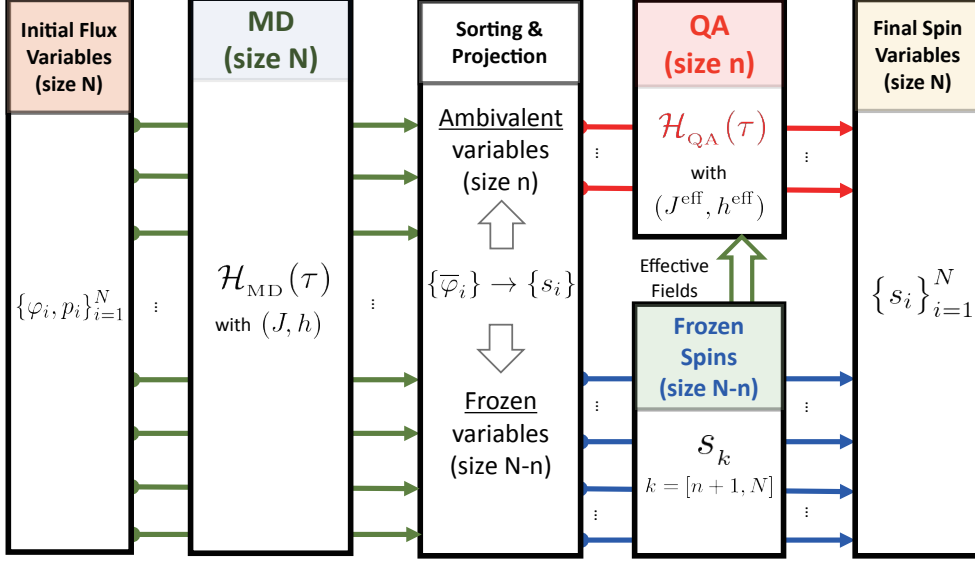 Initial Flux
Variables
(size N)
{φ_i, p_i}_{i=1}^N
⋮
MD
(size N)
ℋ_MD(τ)
with (J, h)
⋮
Sorting &
Projection
Ambivalent
variables
(size n)
{φ̅_i} → {s_i}
Frozen
variables
(size N-n)
⋮
⋮
⋮
QA
(size n)
ℋ_QA(τ)
with
(J^eff, h^eff)
Effective
Fields
Frozen
Spins
(size N-n)
s_k
k = [n + 1, N]
⋮
⋮
⋮
Final Spin
Variables
(size N)
{s_i}_{i=1}^N